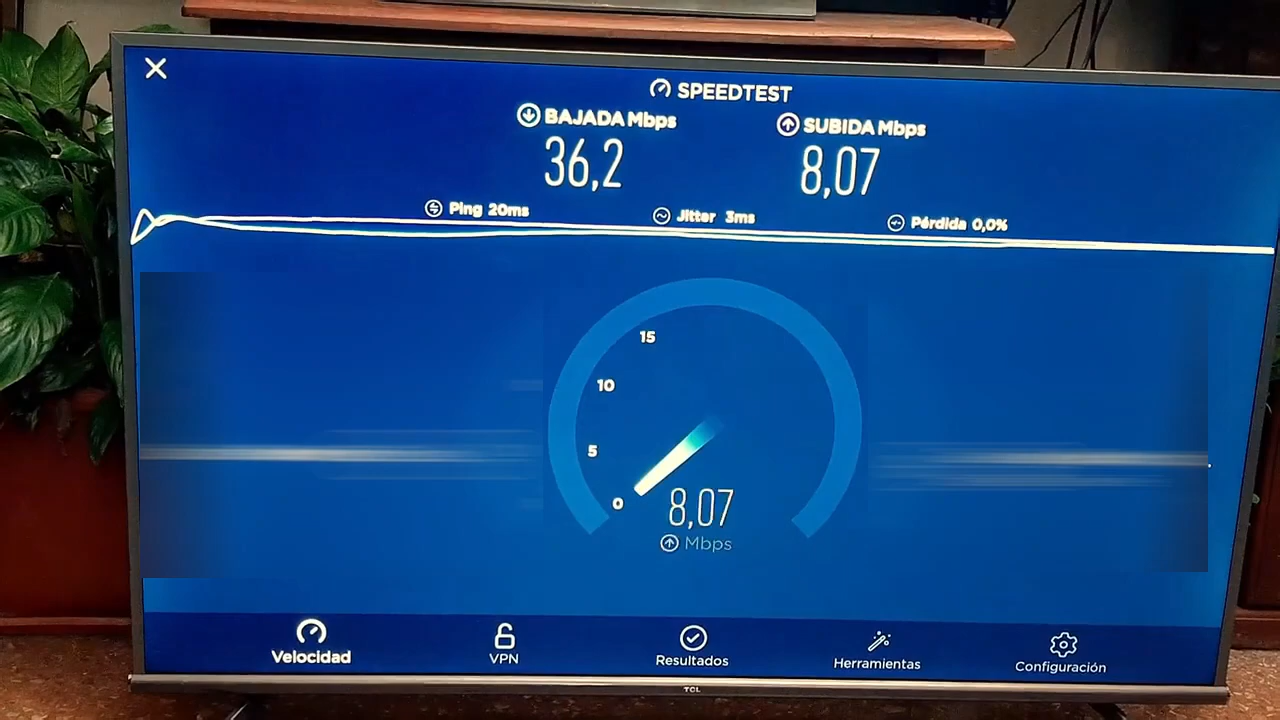 SPEEDTEST
BAJADA Mbps
SUBIDA Mbps
36,2
8,07
Ping 20ms
Jitter 3ms
Pérdida 0,0%
15
10
5
0
8,07
Mbps
Velocidad
VPN
Resultados
Herramientas
Configuración
TCL